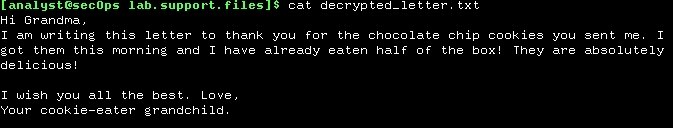 [analyst@secOps lab.support.files]$ cat decrypted_letter.txt
Hi Grandma,
I am writing this letter to thank you for the chocolate chip cookies you sent me. I
got them this morning and I have already eaten half of the box! They are absolutely
delicious!

I wish you all the best. Love,
Your cookie-eater grandchild.